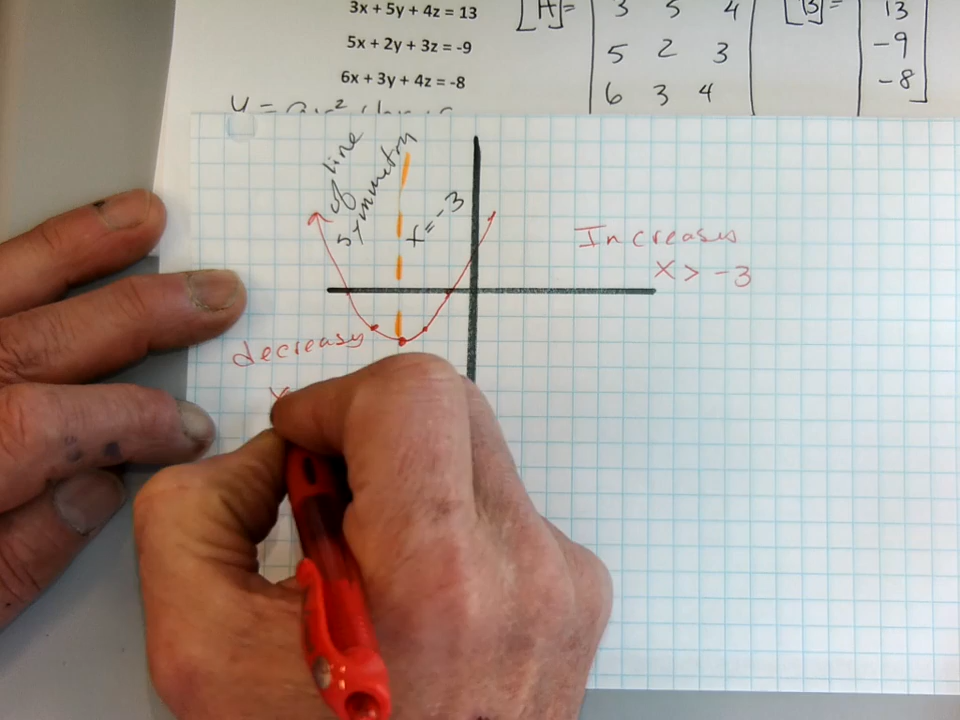 3x + 5y + 4z = 13
5x + 2y + 3z = -9
6x + 3y + 4z = -8
[A]=
3 5 4
5 2 3
6 3 4
[B]=
13
-9
-8
line
of
symmetry
x = -3
Increases
x > -3
decreasy
x